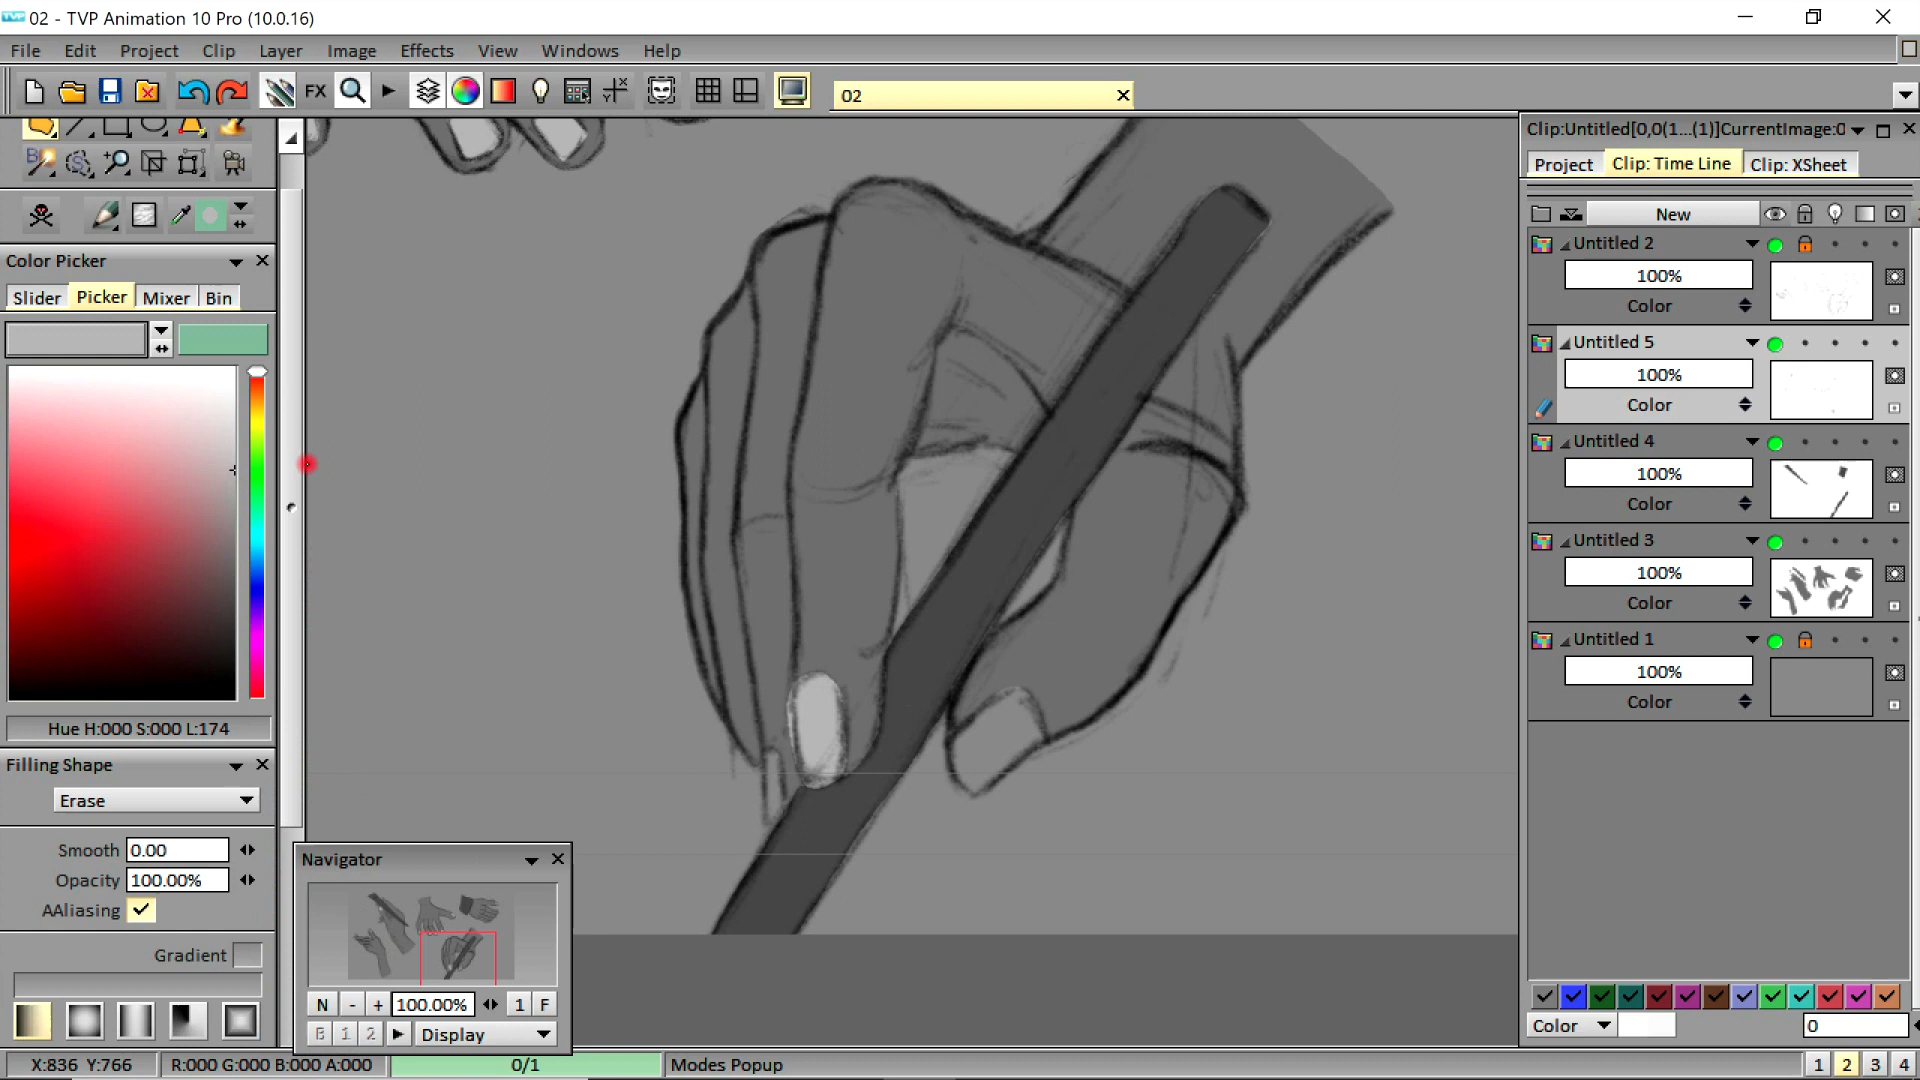 02 - TVP Animation 10 Pro (10.0.16)
File Edit Project Clip Layer Image Effects View Windows Help
FX
02
Clip:Untitled[0,0(1...(1)]CurrentImage:0
Project Clip: Time Line Clip: XSheet
New
Color Picker
Slider Picker Mixer Bin
Hue H:000 S:000 L:174
Filling Shape
Erase
Smooth 0.00
Opacity 100.00%
AAliasing
Gradient
Navigator
N - + 100.00% 1 F
B 1 2 Display
Untitled 2
100%
Color
Untitled 5
100%
Color
Untitled 4
100%
Color
Untitled 3
100%
Color
Untitled 1
100%
Color
Color 0
X:836 Y:766 R:000 G:000 B:000 A:000 0/1 Modes Popup 1 2 3 4